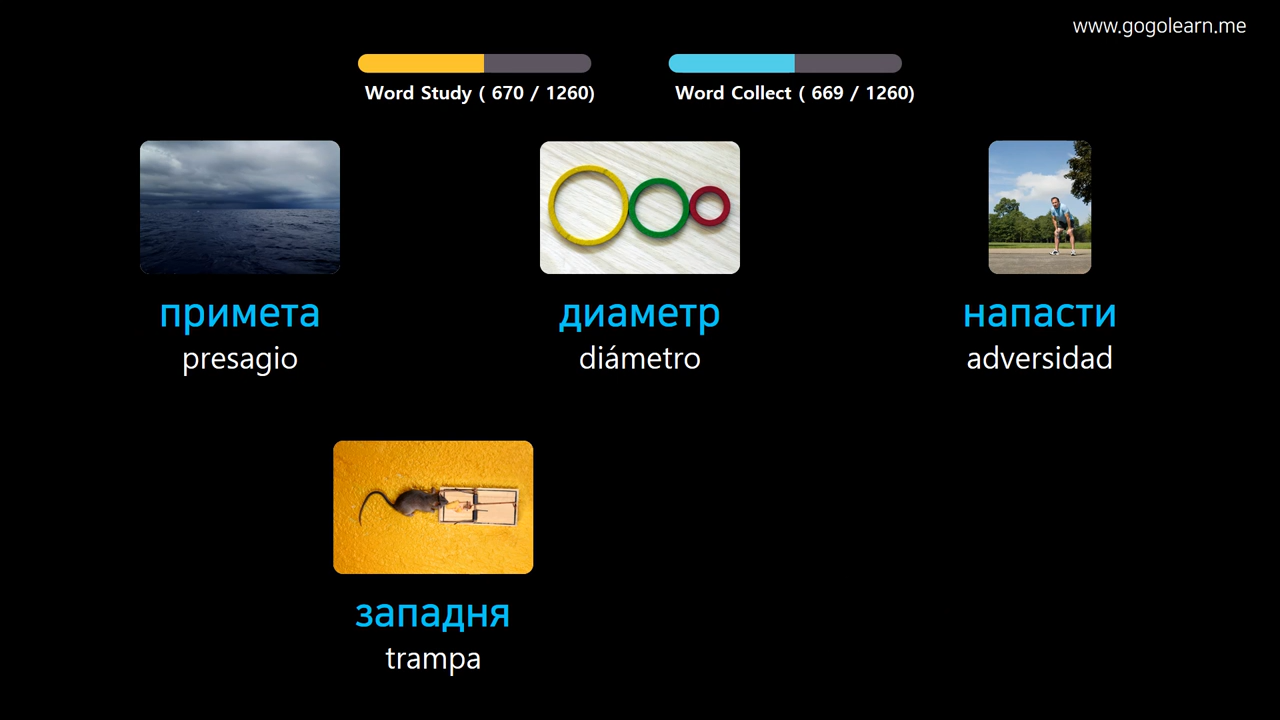 www.gogolearn.me
Word Study ( 670 / 1260)
Word Collect ( 669 / 1260)
примета
presagio
диаметр
diámetro
напасти
adversidad
западня
trampa